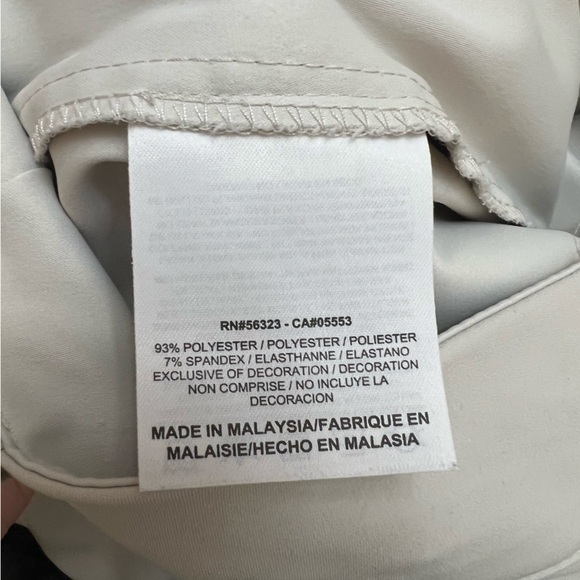 RN#56323 - CA#05553
93% POLYESTER / POLYESTER / POLIESTER
7% SPANDEX / ELASTHANNE / ELASTANO
EXCLUSIVE OF DECORATION / DECORATION
NON COMPRISE / NO INCLUYE LA
DECORACION
MADE IN MALAYSIA/FABRIQUE EN
MALAISIE/HECHO EN MALASIA